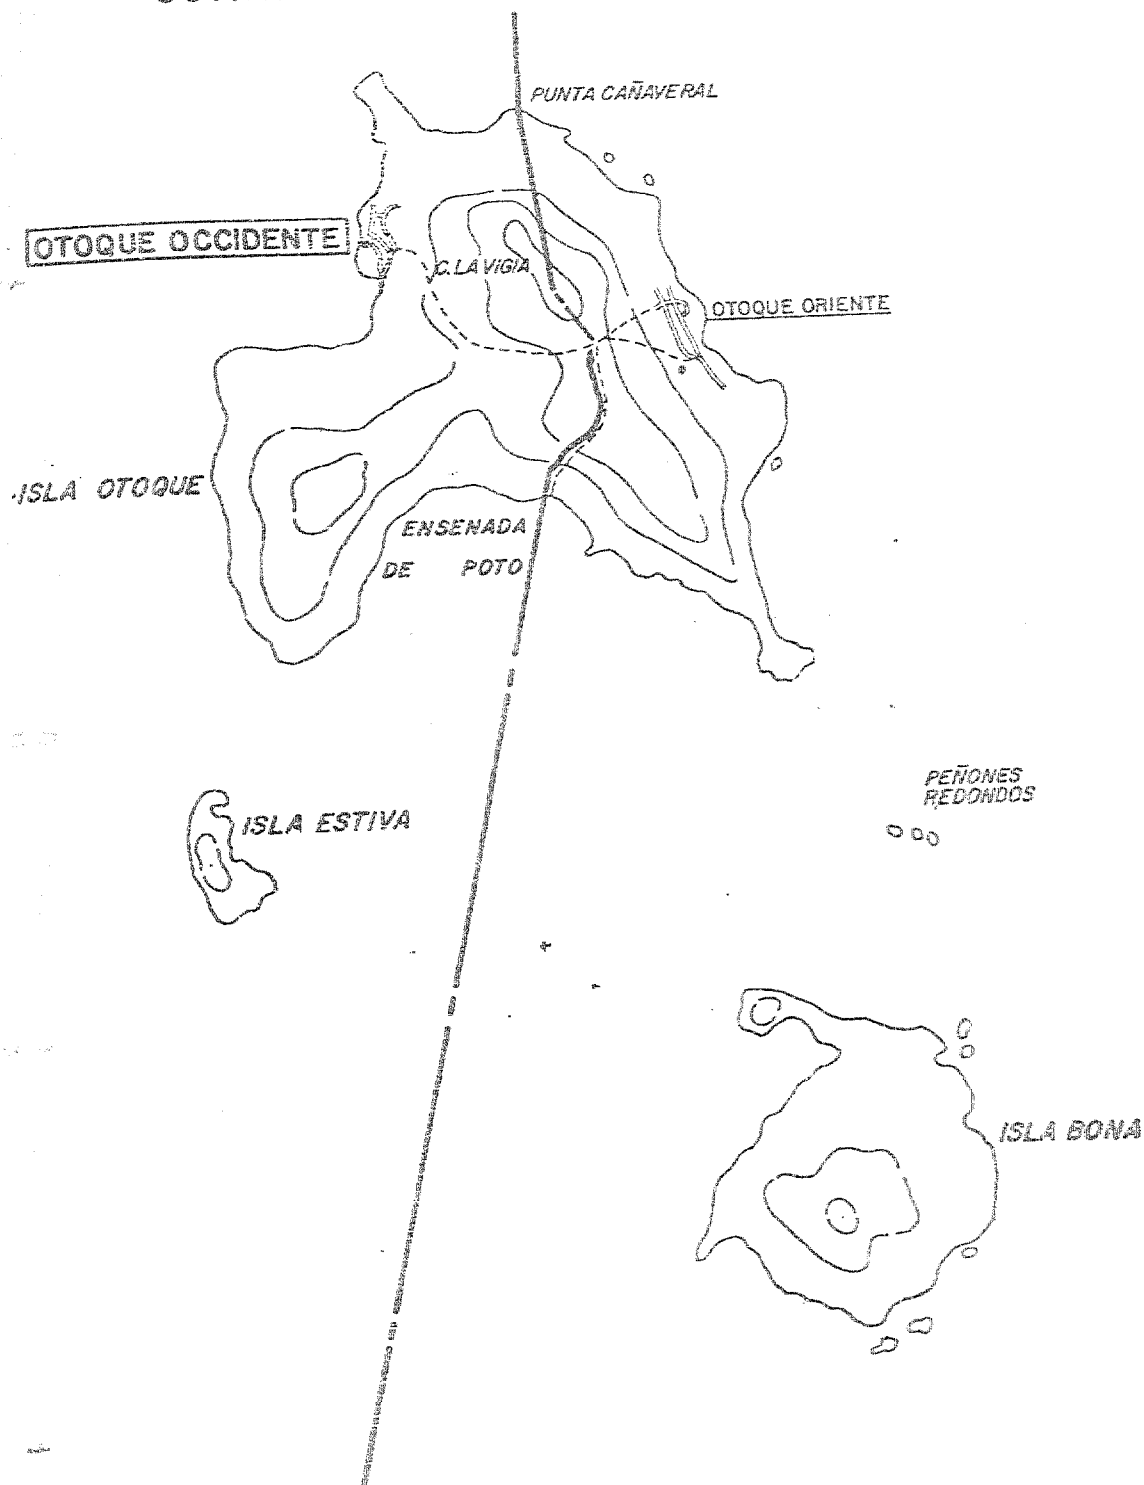 PUNTA CAÑAVERAL
OTOQUE OCCIDENTE
C. LA VIGIA
OTOQUE ORIENTE
ISLA OTOQUE
ENSENADA
DE POTO
PEÑONES
REDONDOS
ISLA ESTIVA
ISLA BONA